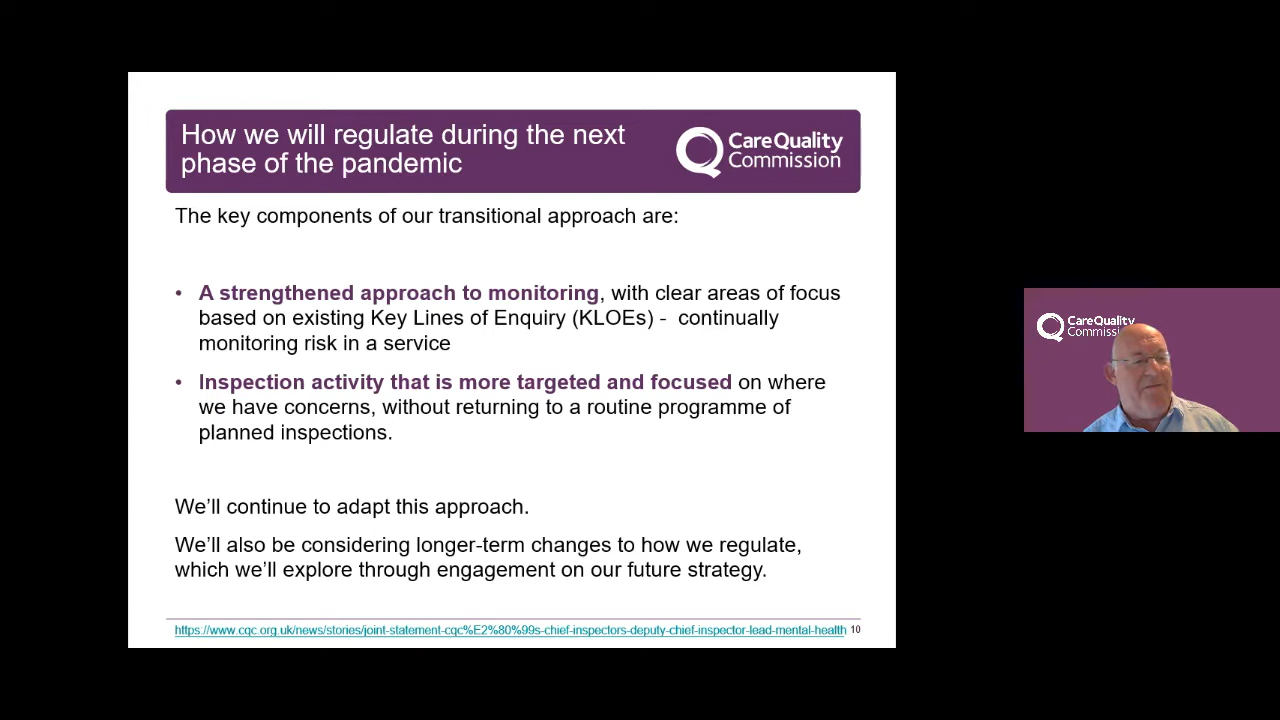 How we will regulate during the next
phase of the pandemic
CareQuality
Commission
The key components of our transitional approach are:
• A strengthened approach to monitoring, with clear areas of focus
based on existing Key Lines of Enquiry (KLOEs) - continually
monitoring risk in a service
• Inspection activity that is more targeted and focused on where
we have concerns, without returning to a routine programme of
planned inspections.
We’ll continue to adapt this approach.
We’ll also be considering longer-term changes to how we regulate,
which we’ll explore through engagement on our future strategy.
https://www.cqc.org.uk/news/stories/joint-statement-cqc%E2%80%99s-chief-inspectors-deputy-chief-inspector-lead-mental-health 10
CareQuality
Commissi